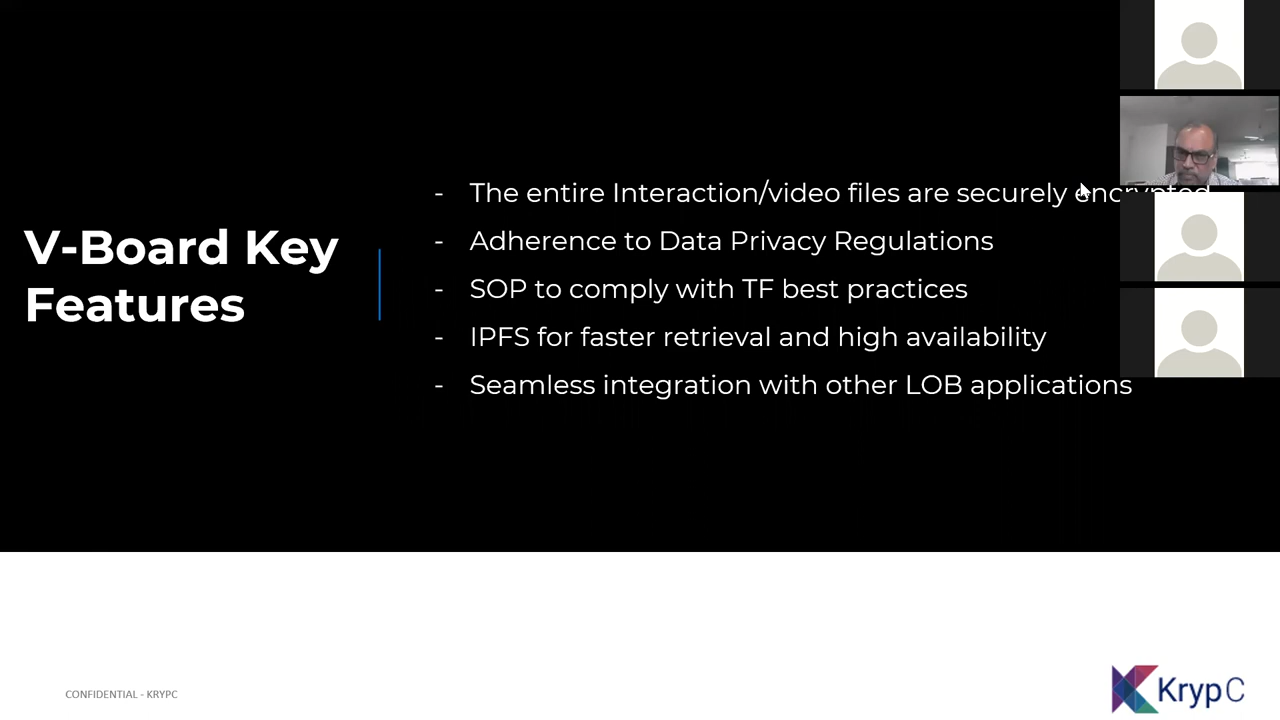 V-Board Key
Features
- The entire Interaction/video files are securely encrypted
- Adherence to Data Privacy Regulations
- SOP to comply with TF best practices
- IPFS for faster retrieval and high availability
- Seamless integration with other LOB applications
CONFIDENTIAL - KRYPC
KrypC